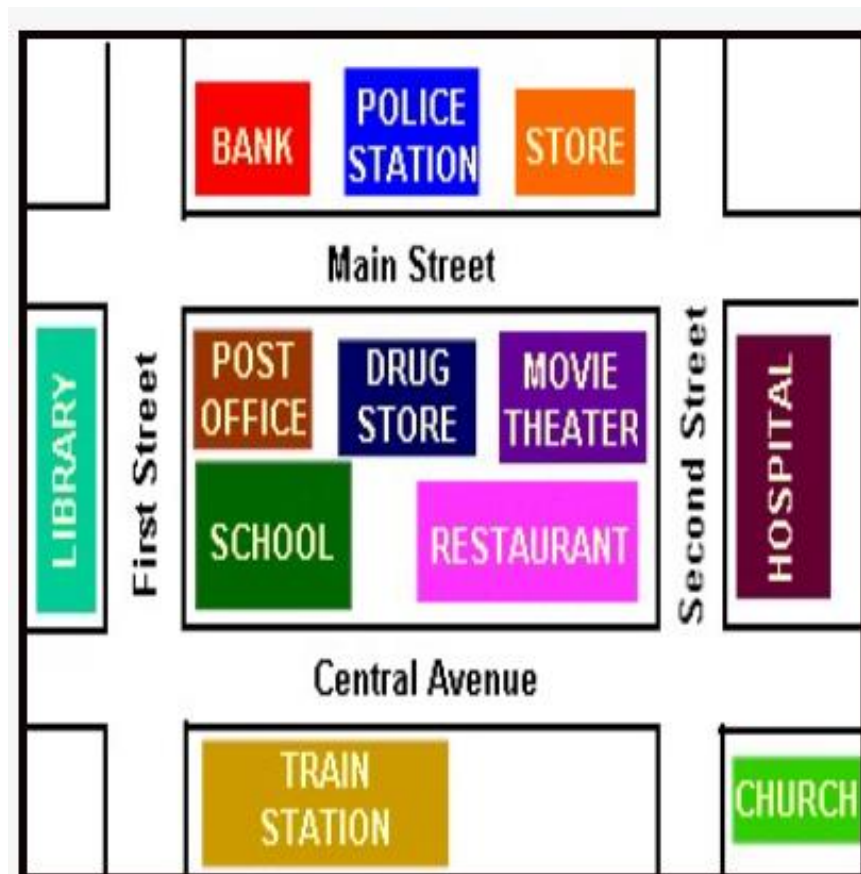 BANK
POLICE
STATION
STORE
Main Street
LIBRARY
First Street
POST
OFFICE
DRUG
STORE
MOVIE
THEATER
Second Street
HOSPITAL
SCHOOL
RESTAURANT
Central Avenue
TRAIN
STATION
CHURCH